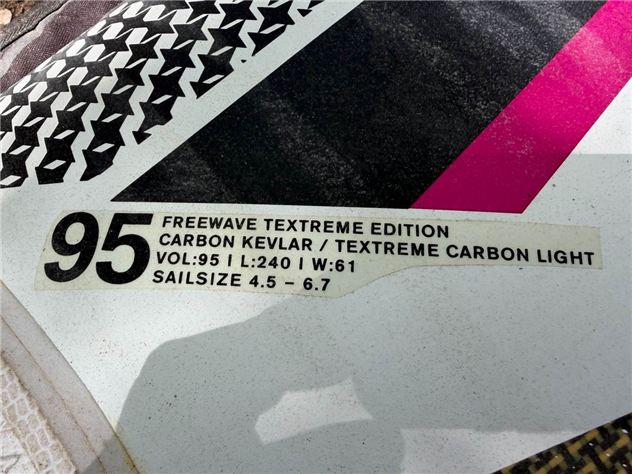 95
FREEWAVE TEXTREME EDITION
CARBON KEVLAR / TEXTREME CARBON LIGHT
VOL:95 | L:240 | W:61
SAILSIZE 4.5 – 6.7